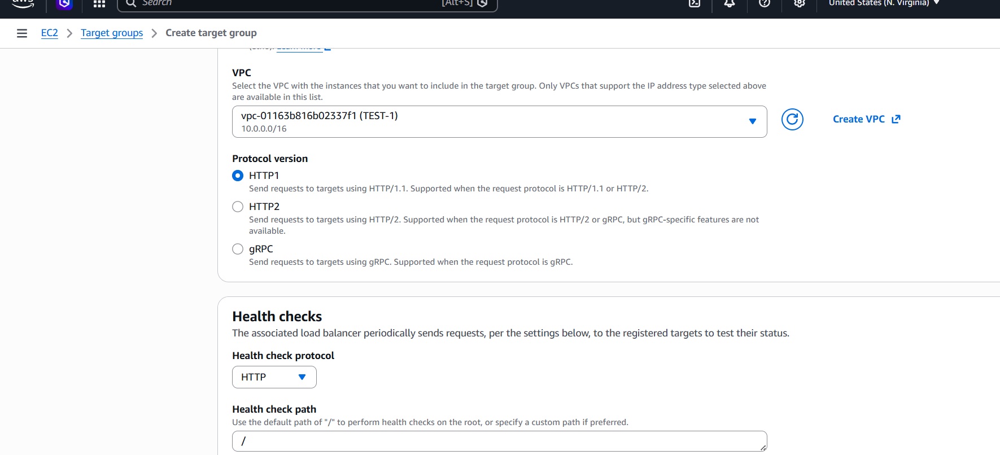 aws
Search
[Alt+S]
United States (N. Virginia)
EC2
Target groups
Create target group
Learn more
VPC
Select the VPC with the instances that you want to include in the target group. Only VPCs that support the IP address type selected above
are available in this list.
vpc-01163b816b02337f1 (TEST-1)
10.0.0.0/16
Create VPC
Protocol version
HTTP1
Send requests to targets using HTTP/1.1. Supported when the request protocol is HTTP/1.1 or HTTP/2.
HTTP2
Send requests to targets using HTTP/2. Supported when the request protocol is HTTP/2 or gRPC, but gRPC-specific features are not
available.
gRPC
Send requests to targets using gRPC. Supported when the request protocol is gRPC.
Health checks
The associated load balancer periodically sends requests, per the settings below, to the registered targets to test their status.
Health check protocol
HTTP
Health check path
Use the default path of "/" to perform health checks on the root, or specify a custom path if preferred.
/